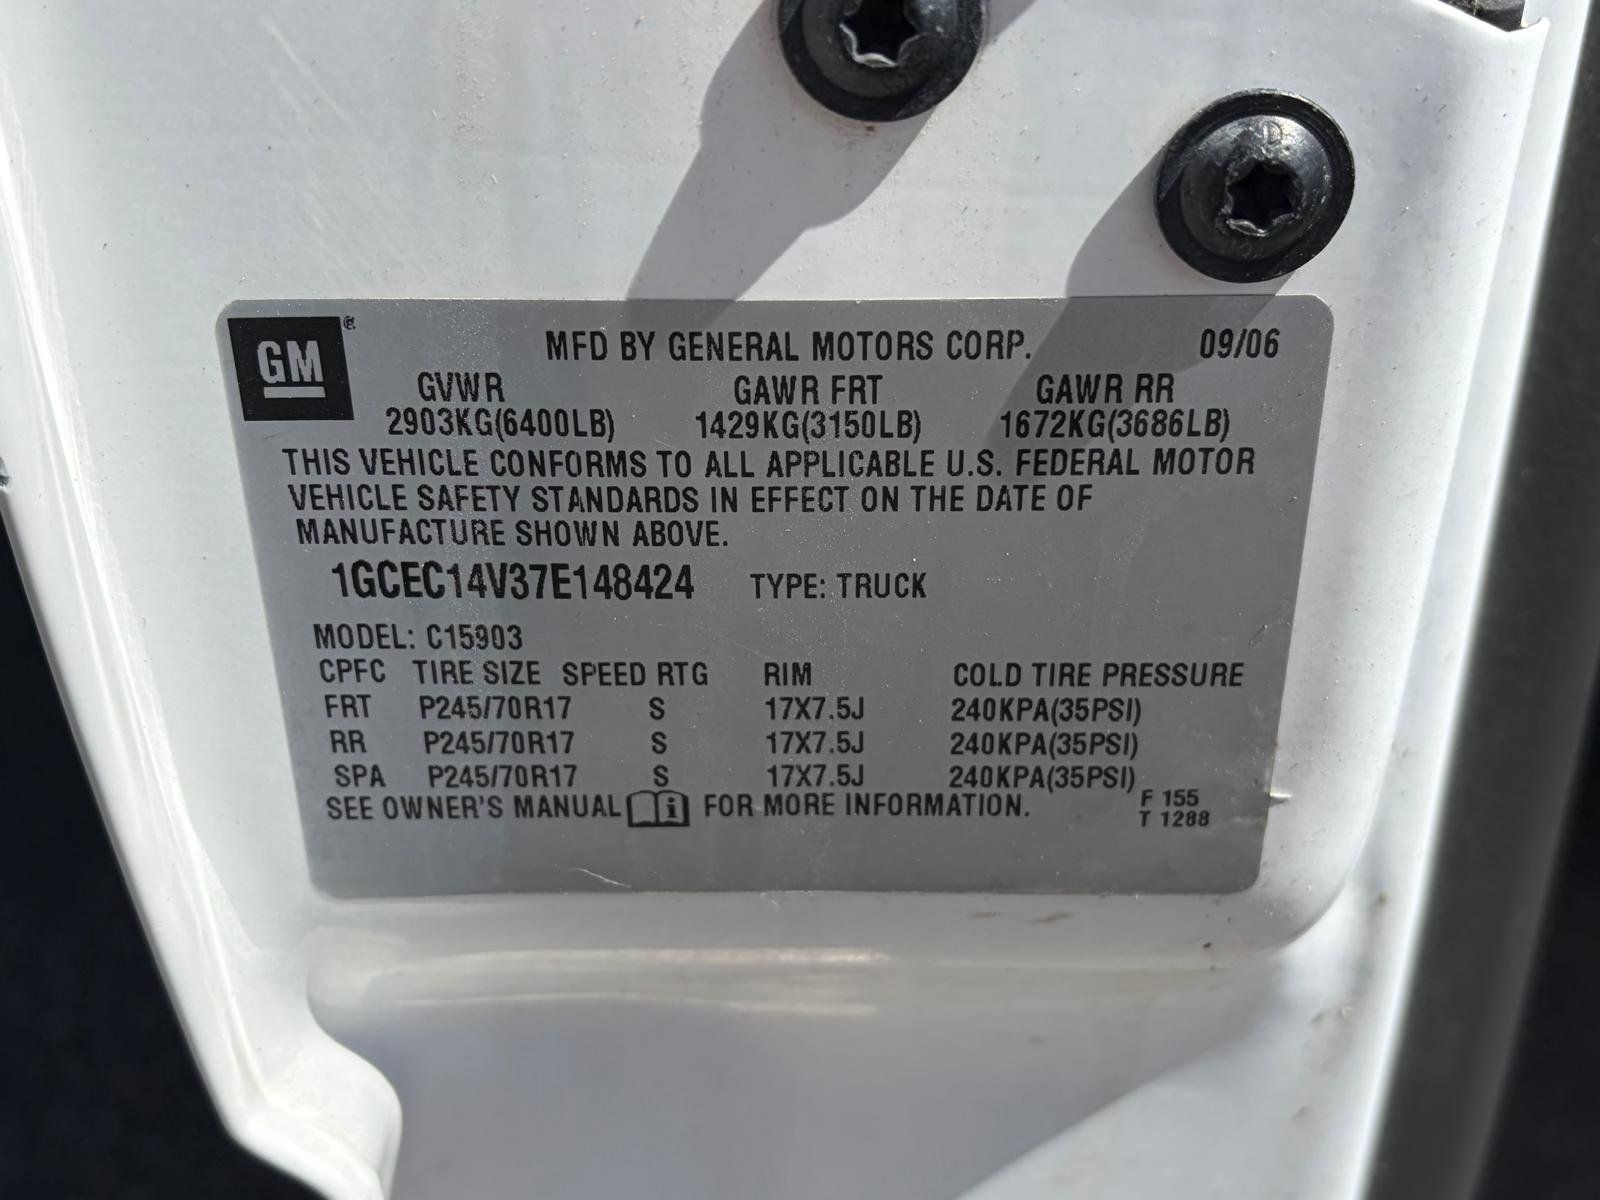 GM®
MFD BY GENERAL MOTORS CORP. 09/06
GVWR GAWR FRT GAWR RR
2903KG(6400LB) 1429KG(3150LB) 1672KG(3686LB)
THIS VEHICLE CONFORMS TO ALL APPLICABLE U.S. FEDERAL MOTOR
VEHICLE SAFETY STANDARDS IN EFFECT ON THE DATE OF
MANUFACTURE SHOWN ABOVE.
1GCEC14V37E148424 TYPE: TRUCK
MODEL: C15903
CPFC TIRE SIZE SPEED RTG RIM COLD TIRE PRESSURE
FRT P245/70R17 S 17X7.5J 240KPA(35PSI)
RR P245/70R17 S 17X7.5J 240KPA(35PSI)
SPA P245/70R17 S 17X7.5J 240KPA(35PSI)
SEE OWNER'S MANUAL i FOR MORE INFORMATION.
F 155
T 1288